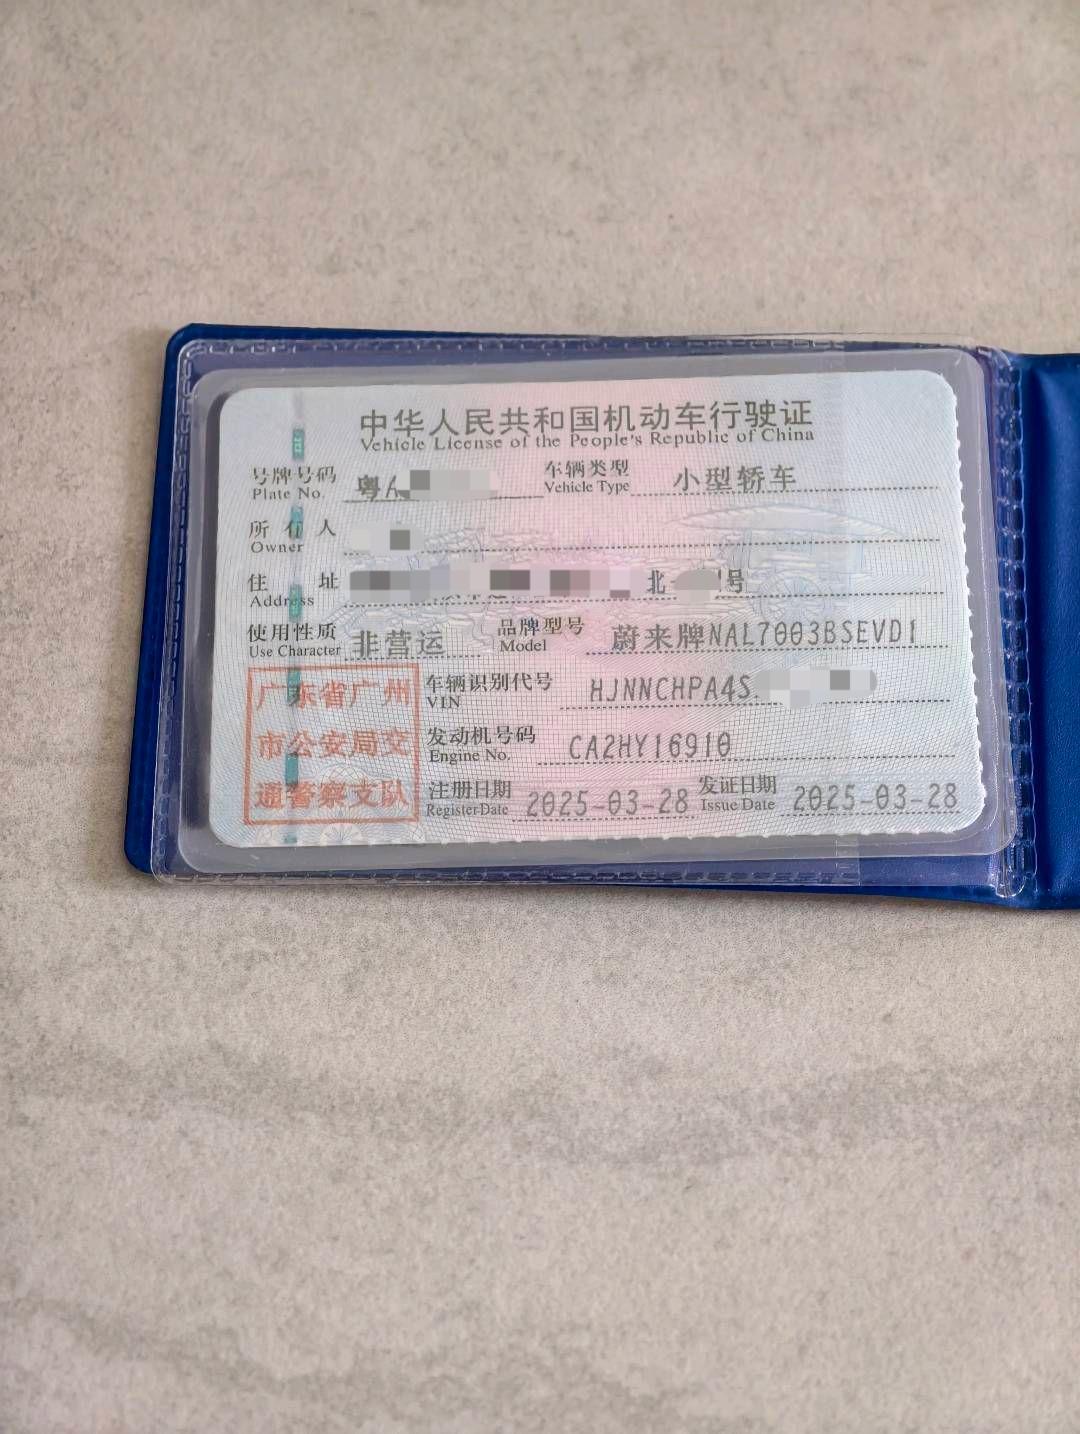 中华人民共和国机动车行驶证
Vehicle License of the People's Republic of China
号牌号码 粤A 车辆类型 小型轿车
Plate No. Vehicle Type
所有人
Owner
住址 北 号
Address
使用性质 非营运 品牌型号 蔚来牌NAL7003BSEVD1
Use Character Model
广东省广州
市公安局交
通警察支队
车辆识别代号 HJNNCHPA4S
VIN
发动机号码 CA2HY16910
Engine No.
注册日期 2025-03-28 发证日期 2025-03-28
Register Date Issue Date